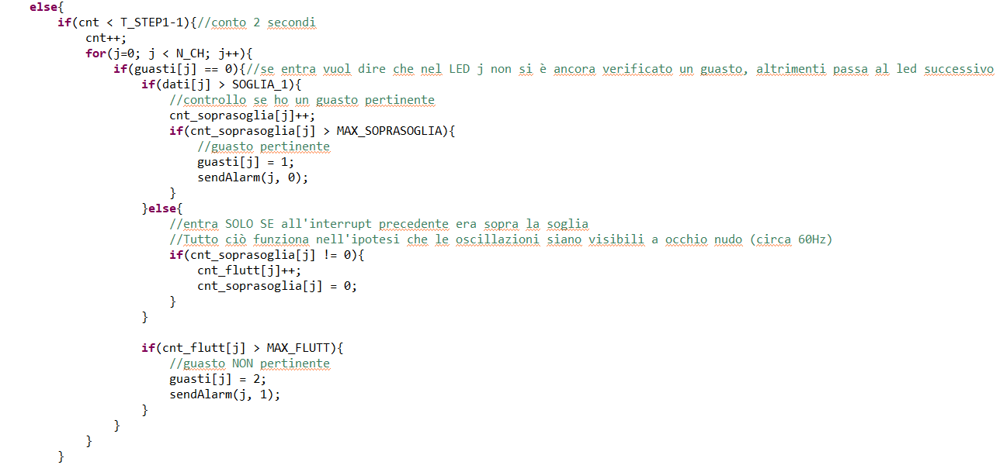 else{
if(cnt < T_STEP1-1){//conto 2 secondi
cnt++;
for(j=0; j < N_CH; j++){
if(guasti[j] == 0){//se entra vuol dire che nel LED j non si è ancora verificato un guasto, altrimenti passa al led successivo
if(dati[j] > SOGLIA_1){
//controllo se ho un guasto pertinente
cnt_soprasoglia[j]++;
if(cnt_soprasoglia[j] > MAX_SOPRASOGLIA){
//guasto pertinente
guasti[j] = 1;
sendAlarm(j, 0);
}
}else{
//entra SOLO SE all'interrupt precedente era sopra la soglia
//Tutto ciò funziona nell'ipotesi che le oscillazioni siano visibili a occhio nudo (circa 60Hz)
if(cnt_soprasoglia[j] != 0){
cnt_flutt[j]++;
cnt_soprasoglia[j] = 0;
}
}
if(cnt_flutt[j] > MAX_FLUTT){
//guasto NON pertinente
guasti[j] = 2;
sendAlarm(j, 1);
}
}
}
}